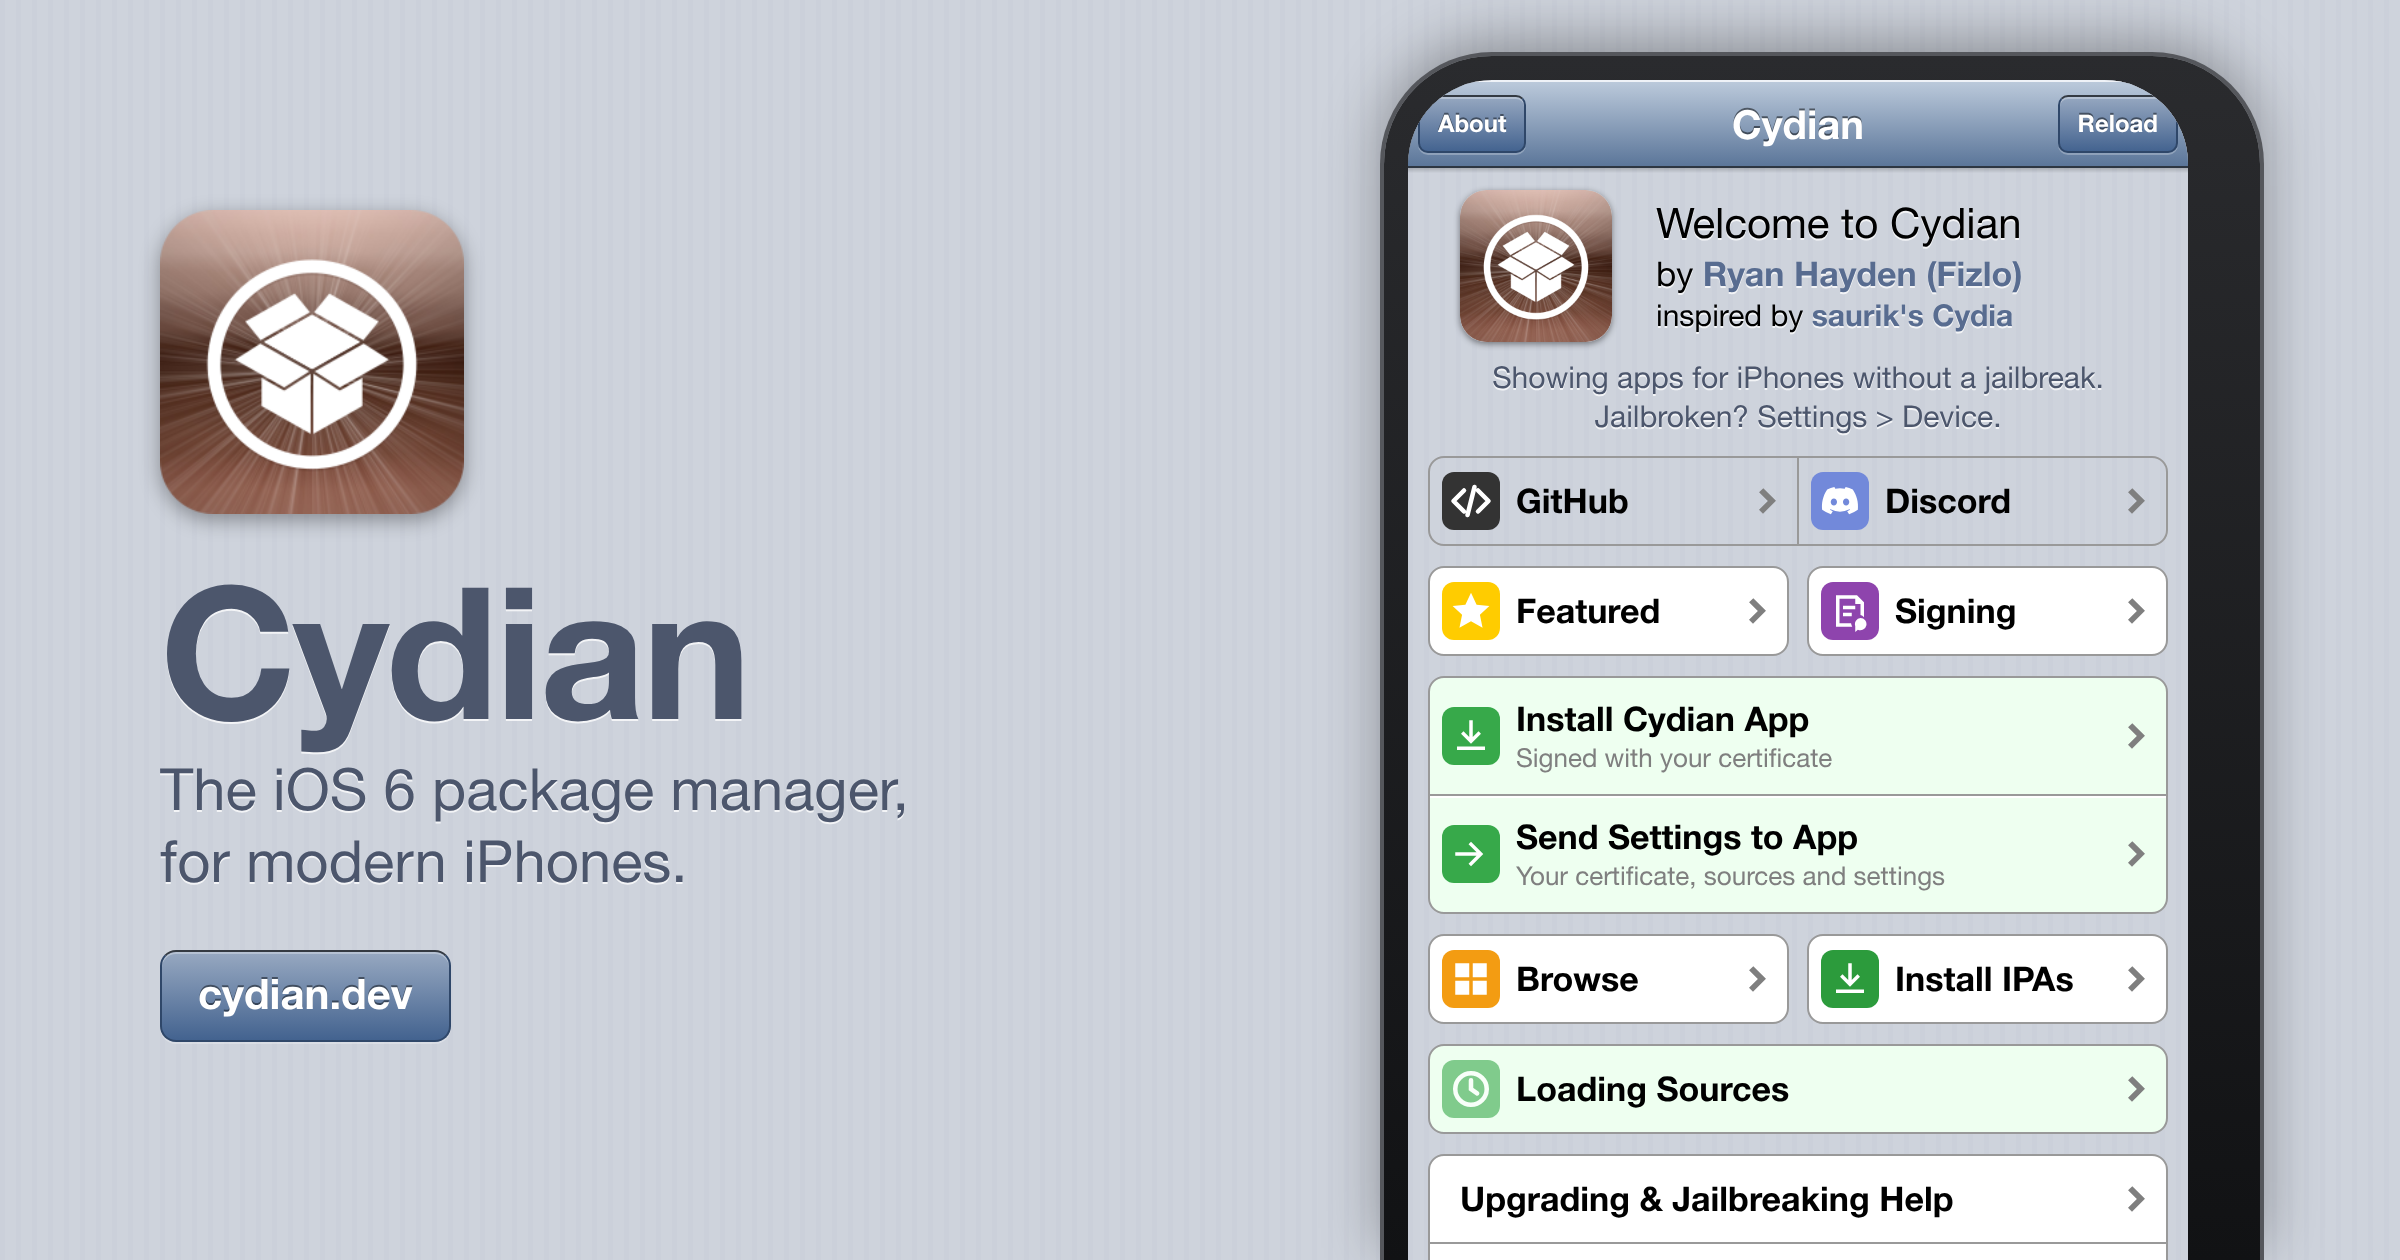 Cydian
The iOS 6 package manager,
for modern iPhones.
cydian.dev
About
Cydian
Reload
Welcome to Cydian
by Ryan Hayden (Fizlo)
inspired by saurik's Cydia
Showing apps for iPhones without a jailbreak.
Jailbroken? Settings > Device.
GitHub
Discord
Featured
Signing
Install Cydian App
Signed with your certificate
Send Settings to App
Your certificate, sources and settings
Browse
Install IPAs
Loading Sources
Upgrading & Jailbreaking Help